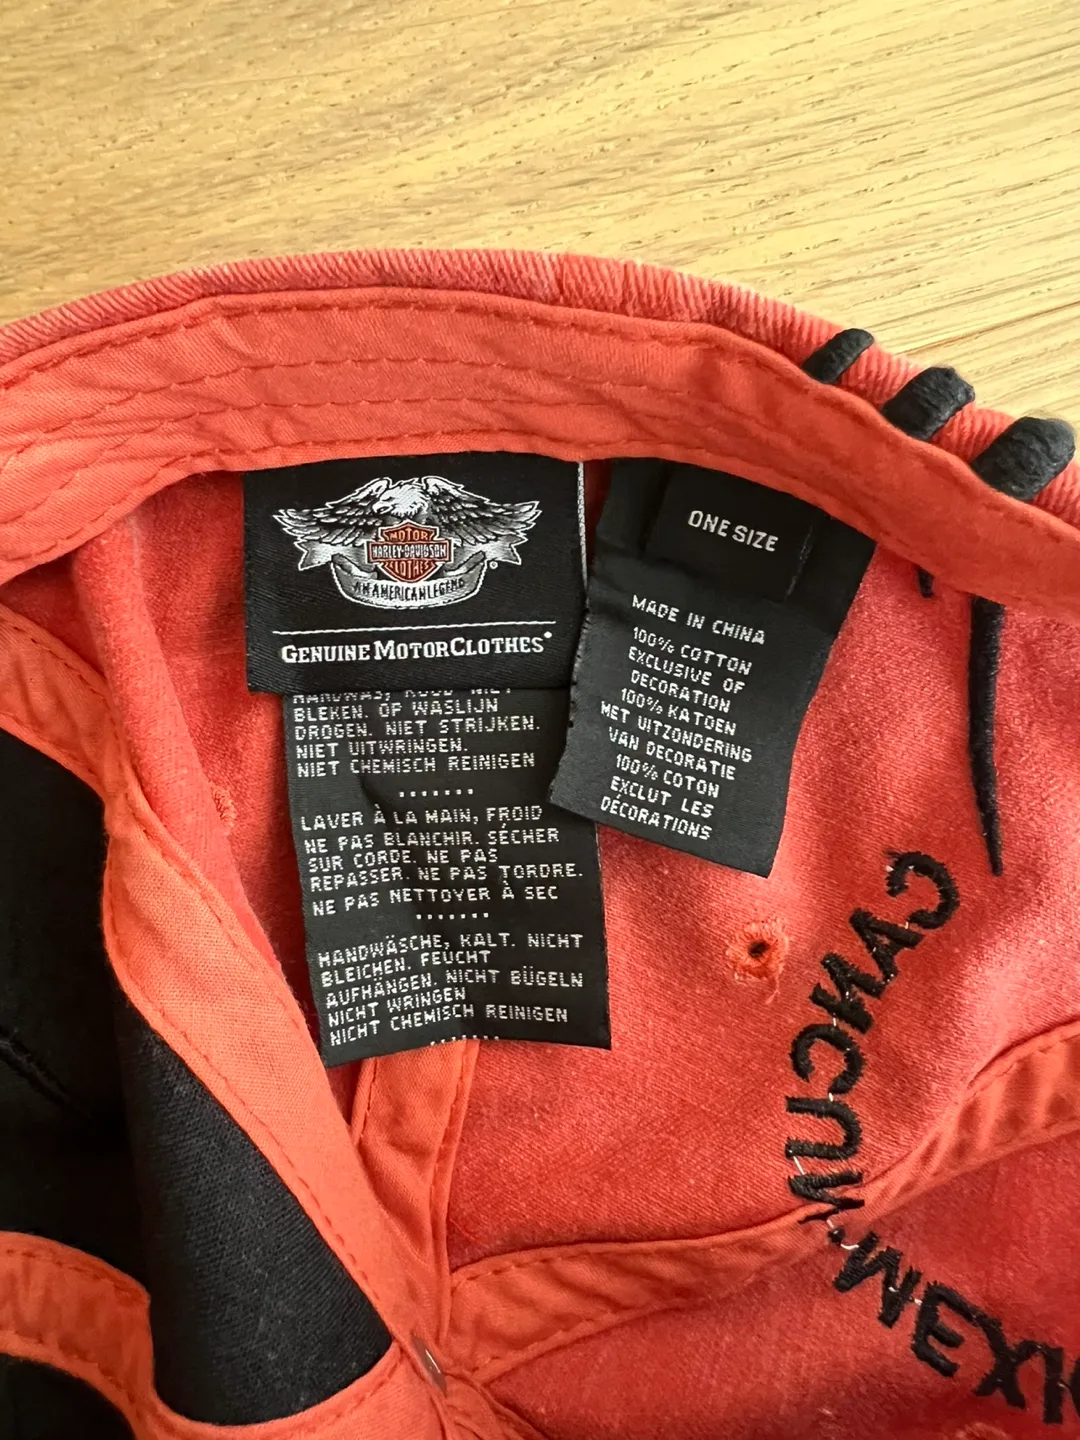 MOTOR
HARLEY-DAVIDSON
CLOTHES
AN AMERICAN LEGEND
®
GENUINE MOTORCLOTHES®
HANDWAS, KOUD NIET
BLEKEN. OP WASLIJN
DROGEN. NIET STRIJKEN.
NIET UITWRINGEN.
NIET CHEMISCH REINIGEN
.......
LAVER À LA MAIN, FROID
NE PAS BLANCHIR. SÉCHER
SUR CORDE. NE PAS
REPASSER. NE PAS TORDRE.
NE PAS NETTOYER À SEC
.......
HANDWÄSCHE, KALT. NICHT
BLEICHEN. FEUCHT
AUFHÄNGEN. NICHT BÜGELN
NICHT WRINGEN
NICHT CHEMISCH REINIGEN
.......
ONE SIZE
MADE IN CHINA
100% COTTON
EXCLUSIVE OF
DECORATION
100% KATOEN
MET UITZONDERING
VAN DECORATIE
100% COTON
EXCLUT LES
DÉCORATIONS
CANCUN, MEXIC